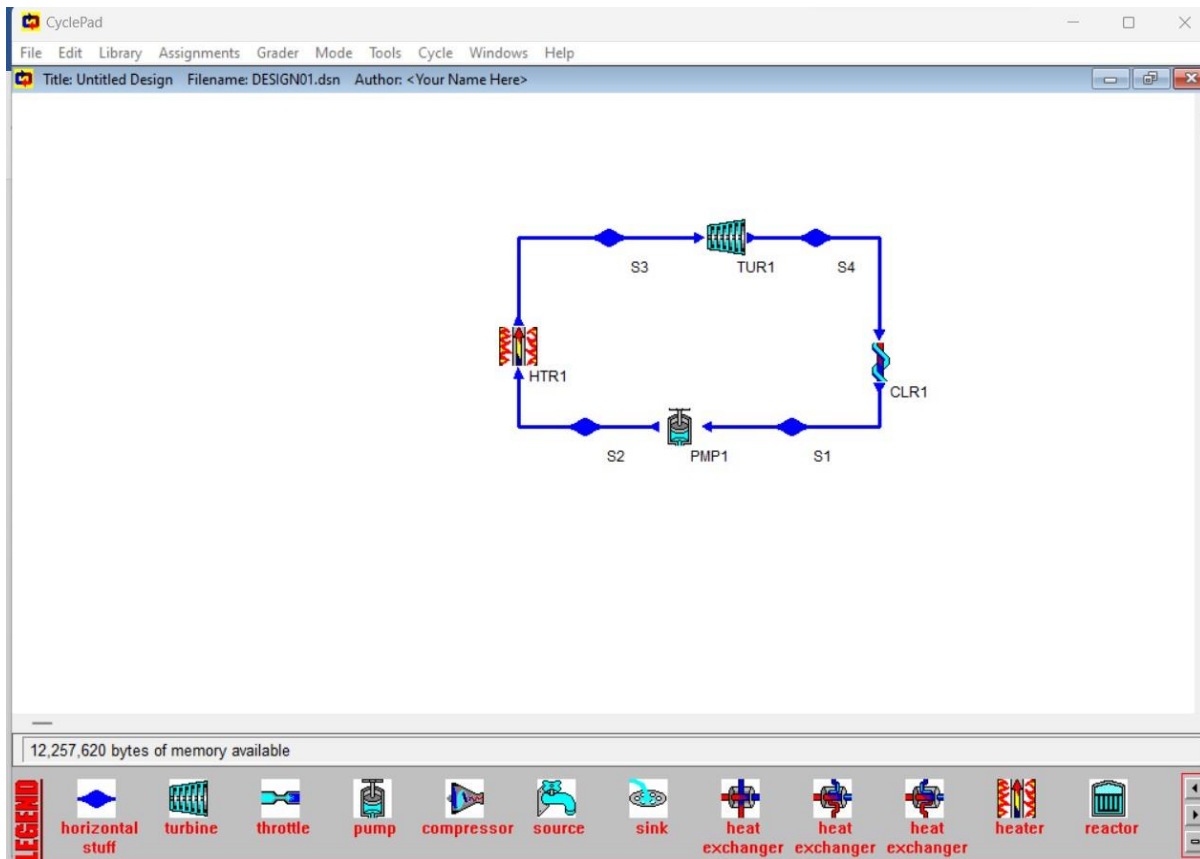 CyclePad
File Edit Library Assignments Grader Mode Tools Cycle Windows Help
Title: Untitled Design Filename: DESIGN01.dsn Author: <Your Name Here>
S3 TUR1 S4
HTR1
CLR1
S2 PMP1 S1
12,257,620 bytes of memory available
LEGEND
horizontal stuff
turbine
throttle
pump
compressor
source
sink
heat exchanger
heat exchanger
heat exchanger
heater
reactor